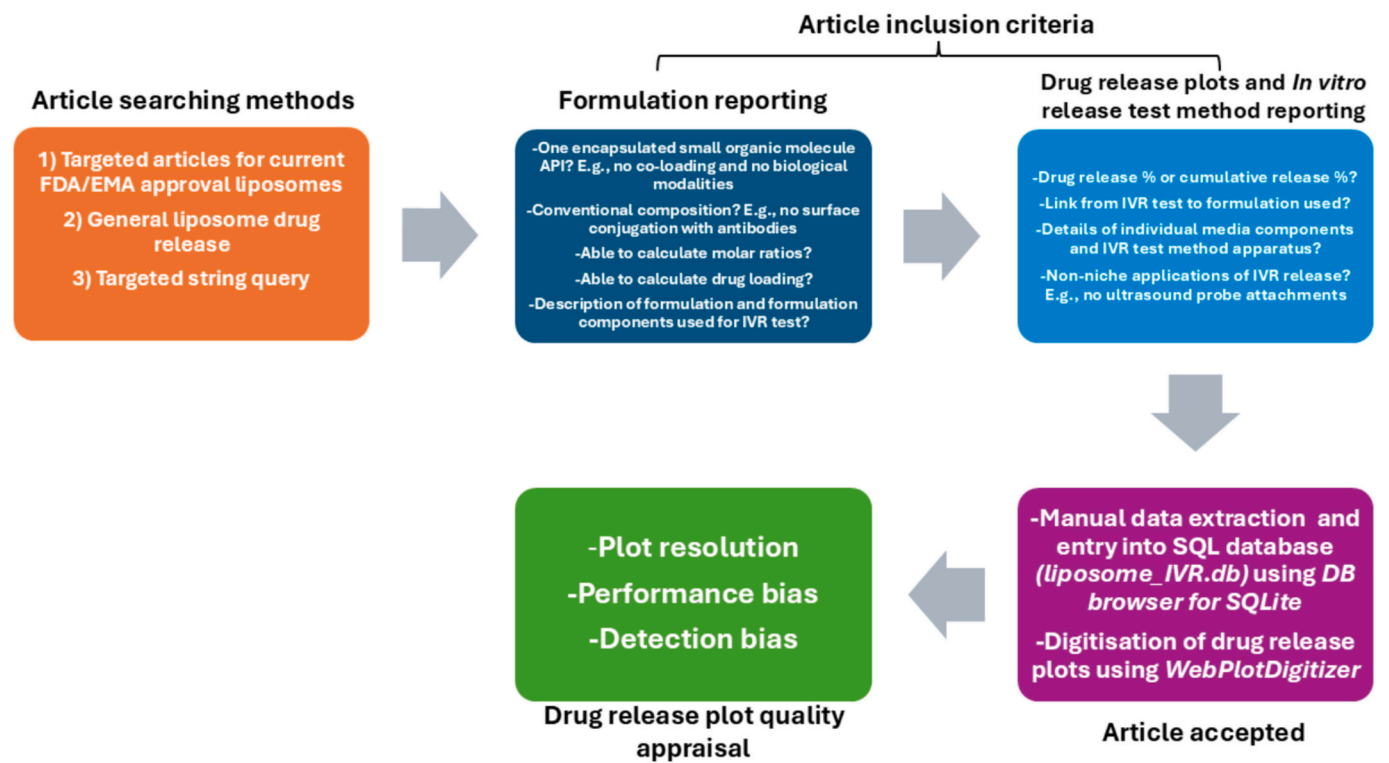 Article inclusion criteria
Article searching methods
1) Targeted articles for current
FDA/EMA approval liposomes
2) General liposome drug
release
3) Targeted string query
Formulation reporting
-One encapsulated small organic molecule
API? E.g., no co-loading and no biological
modalities
-Conventional composition? E.g., no surface
conjugation with antibodies
-Able to calculate molar ratios?
-Able to calculate drug loading?
-Description of formulation and formulation
components used for IVR test?
Drug release plots and In vitro
release test method reporting
-Drug release % or cumulative release %?
-Link from IVR test to formulation used?
-Details of individual media components
and IVR test method apparatus?
-Non-niche applications of IVR release?
E.g., no ultrasound probe attachments
-Manual data extraction and
entry into SQL database
(liposome_IVR.db) using DB
browser for SQLite
-Digitisation of drug release
plots using WebPlotDigitizer
Article accepted
-Plot resolution
-Performance bias
-Detection bias
Drug release plot quality
appraisal